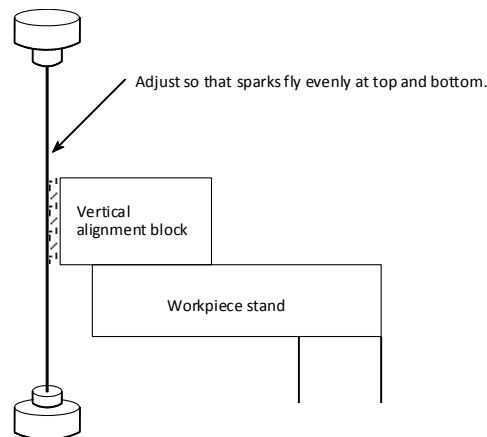 Adjust so that sparks fly evenly at top and bottom.
Vertical
alignment block
Workpiece stand